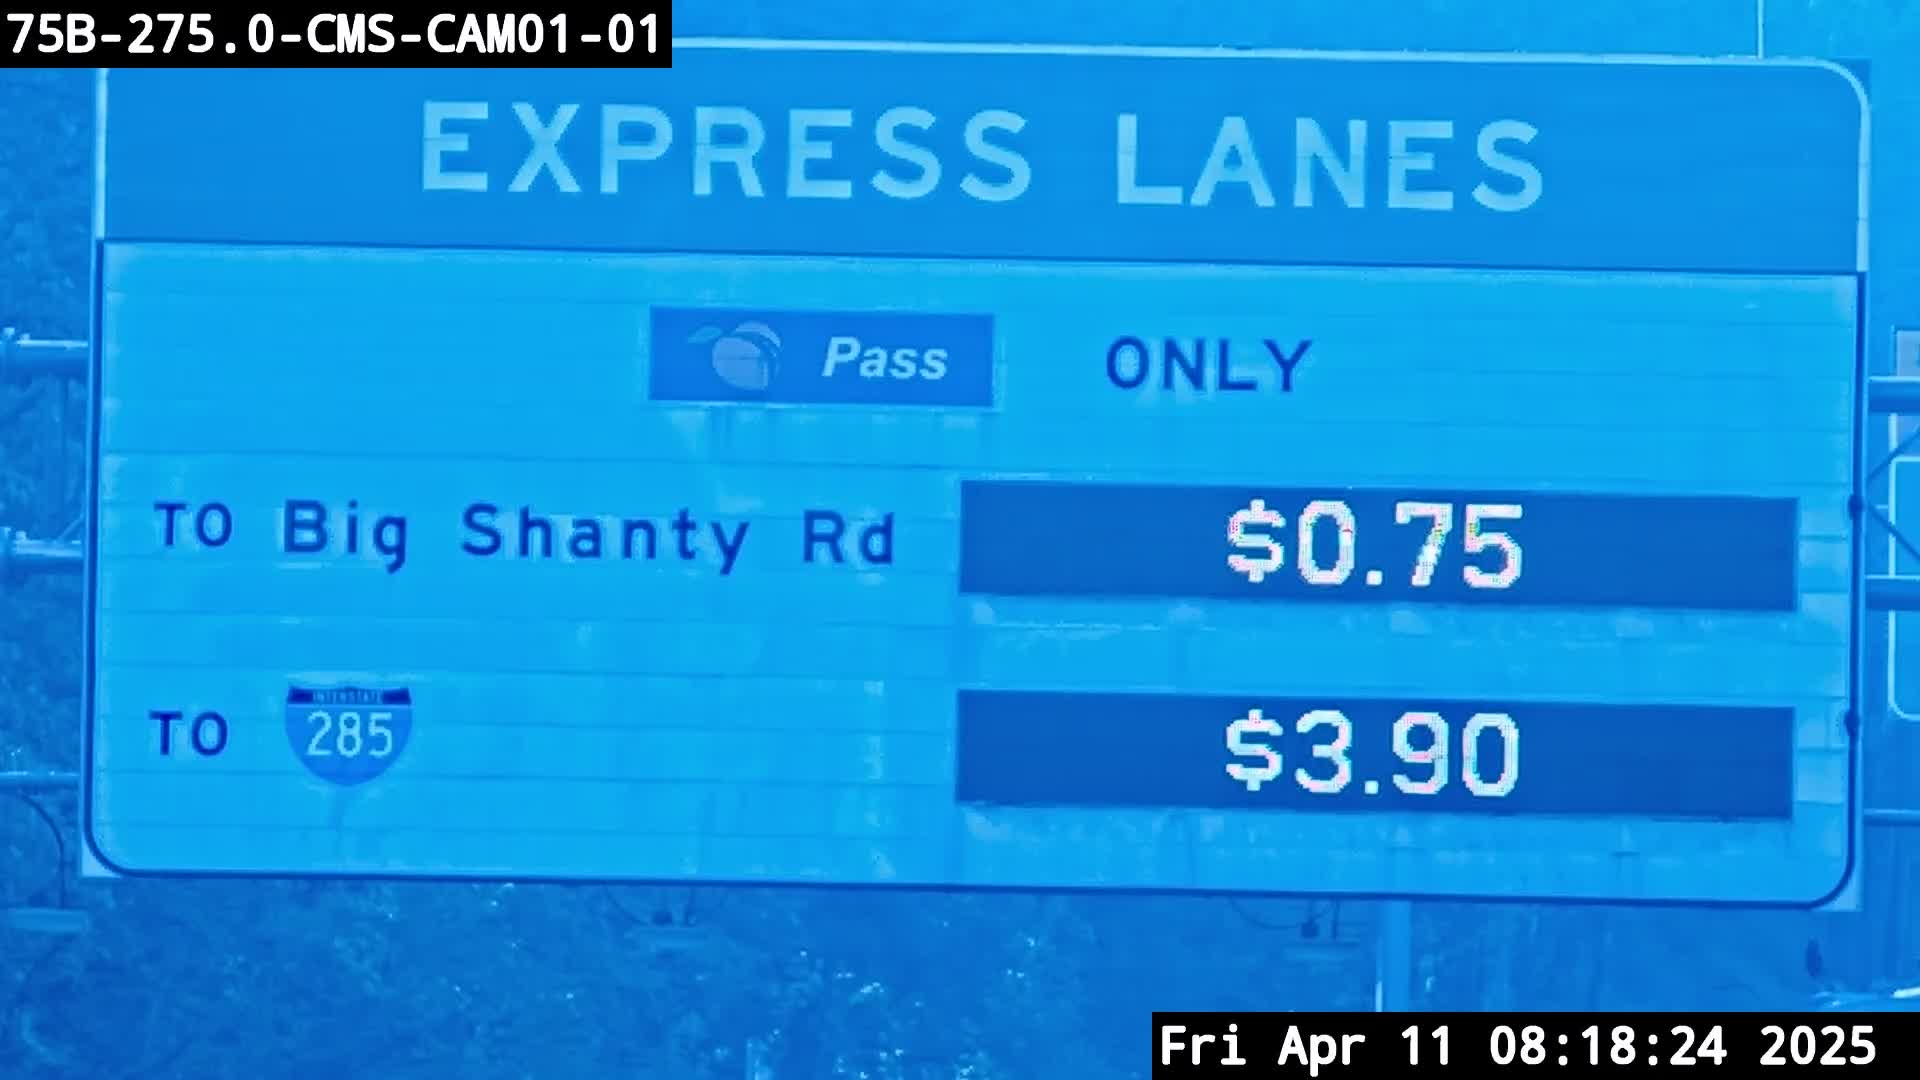 75B-275.0-CMS-CAM01-01
EXPRESS LANES
Pass ONLY
TO Big Shanty Rd $0.75
TO INTERSTATE 285 $3.90
Fri Apr 11 08:18:24 2025